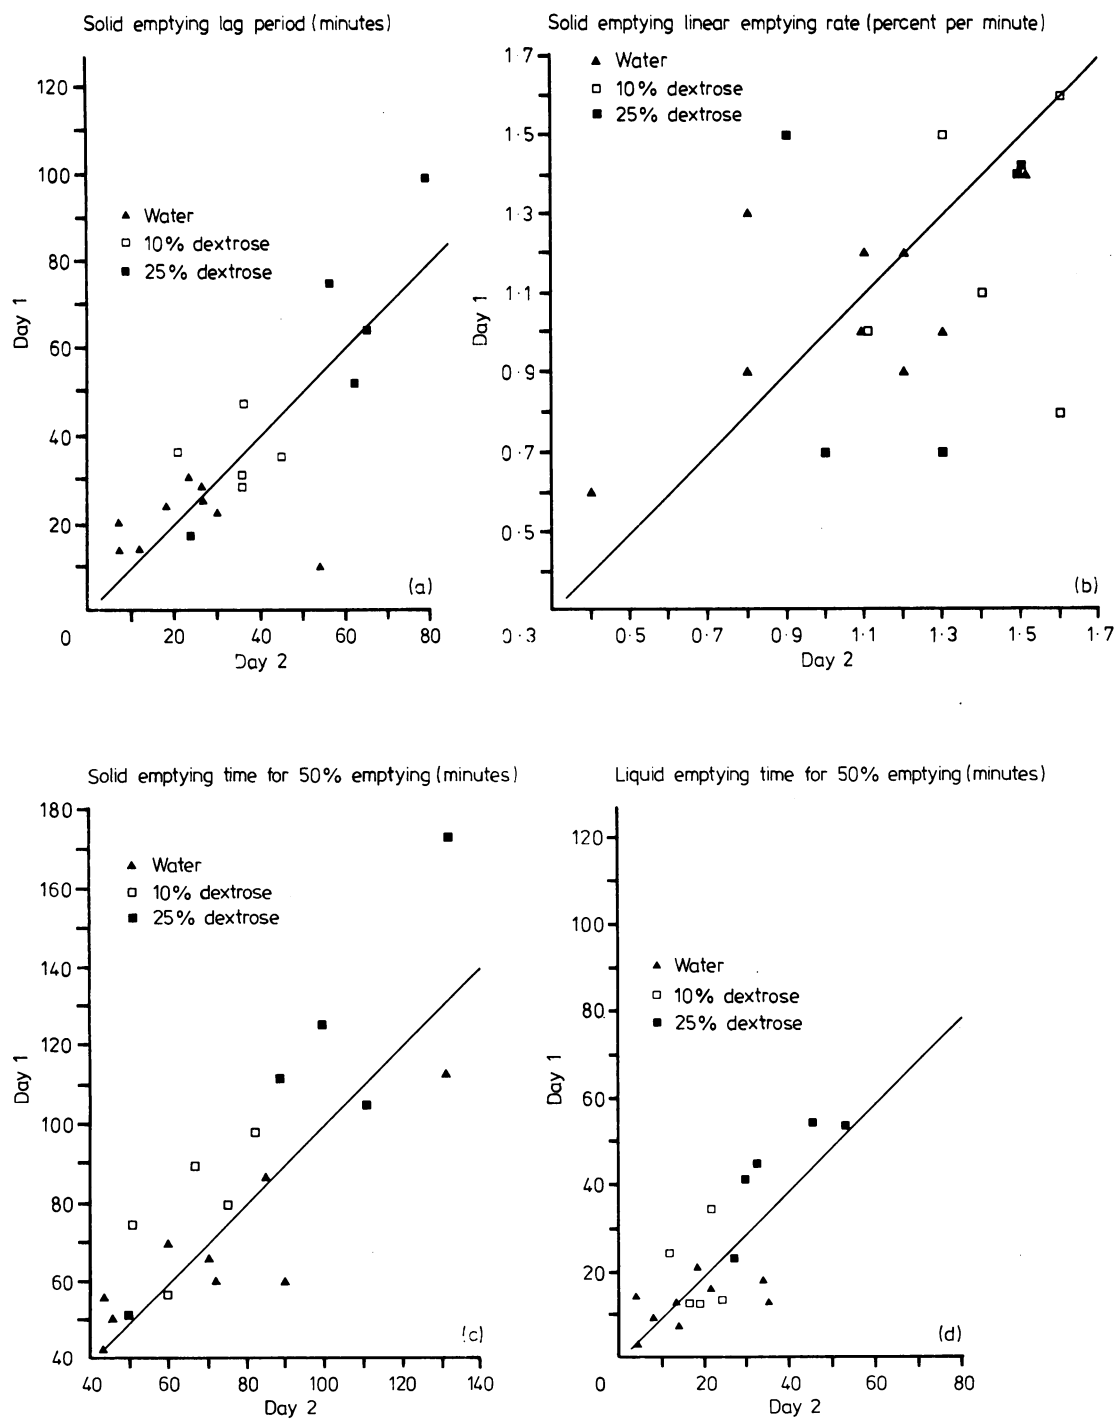 Solid emptying lag period (minutes)
120
100
80
60
40
20
0
20
40
60
80
Day 1
Day 2
▲ Water
□ 10% dextrose
■ 25% dextrose
(a)
Solid emptying linear emptying rate (percent per minute)
1·7
1·5
1·3
1·1
0·9
0·7
0·5
0·3
0·5
0·7
0·9
1·1
1·3
1·5
1·7
Day 1
Day 2
▲ Water
□ 10% dextrose
■ 25% dextrose
(b)
Solid emptying time for 50% emptying (minutes)
180
160
140
120
100
80
60
40
40
60
80
100
120
140
Day 1
Day 2
▲ Water
□ 10% dextrose
■ 25% dextrose
(c)
Liquid emptying time for 50% emptying (minutes)
120
100
80
60
40
20
0
20
40
60
80
Day 1
Day 2
▲ Water
□ 10% dextrose
■ 25% dextrose
(d)